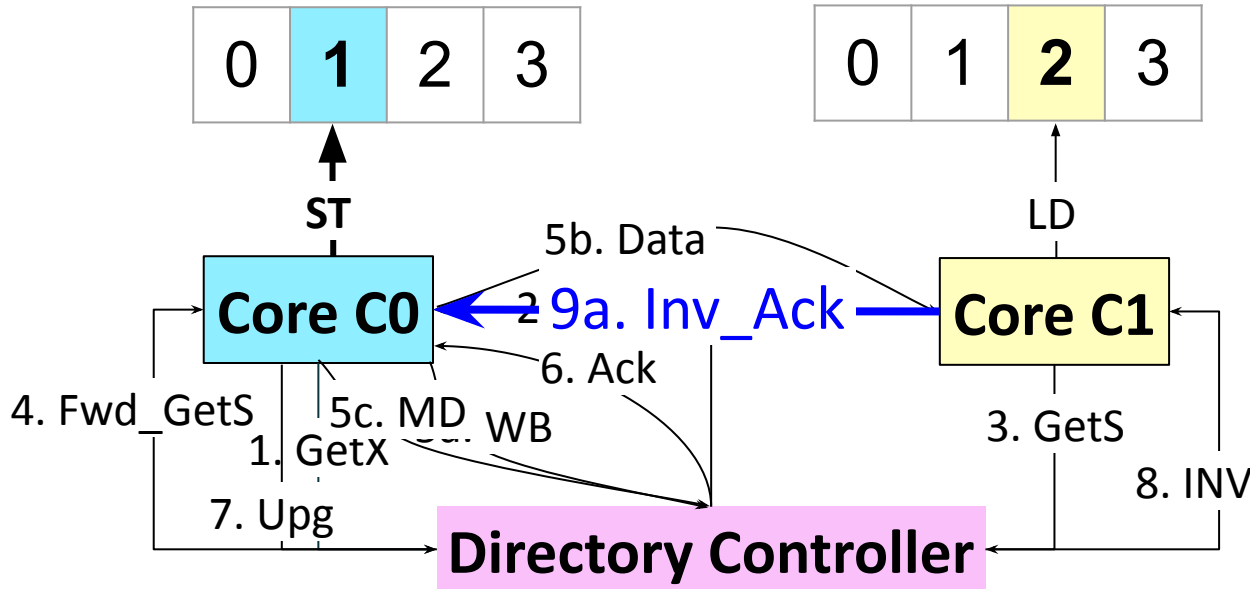 0 1 2 3
0 1 2 3
ST
LD
5b. Data
Core C0
2
9a. Inv_Ack
Core C1
6. Ack
4. Fwd_GetS
5c. MD
WB
3. GetS
1. GetX
8. INV
7. Upg
Directory Controller